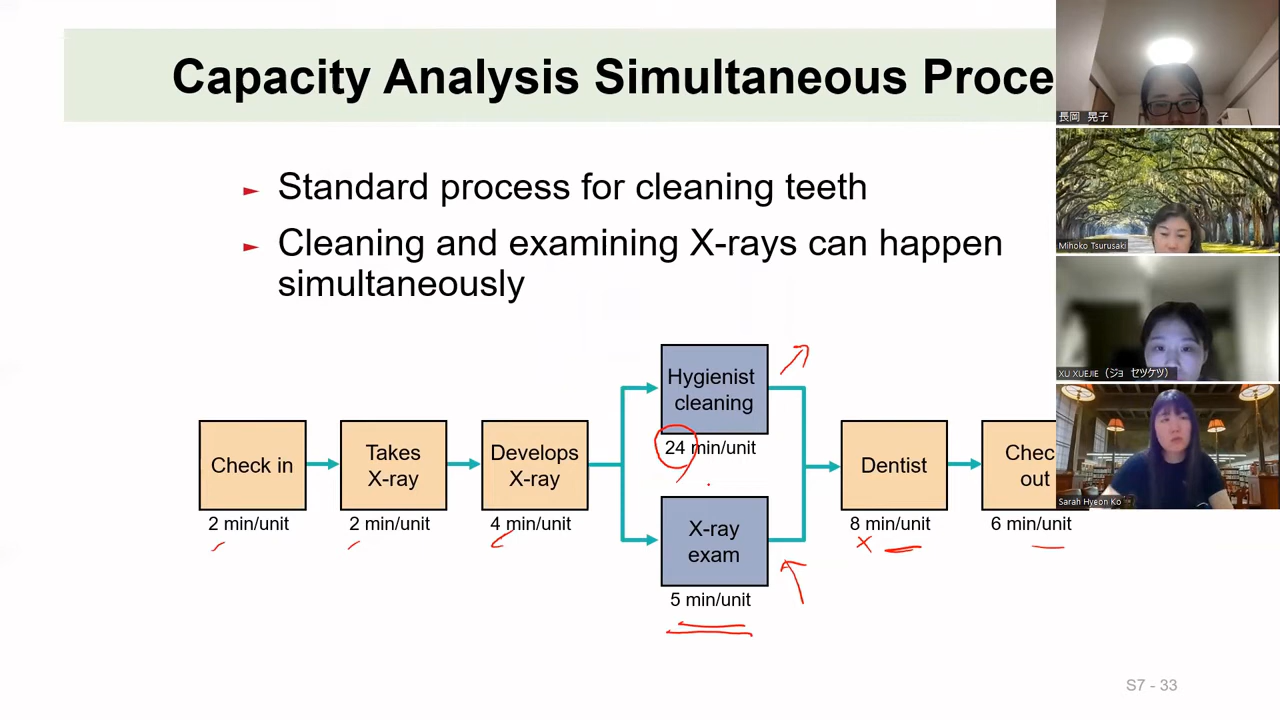 Capacity Analysis Simultaneous Proce
► Standard process for cleaning teeth
► Cleaning and examining X-rays can happen
simultaneously
Check in
2 min/unit
Takes
X-ray
2 min/unit
Develops
X-ray
4 min/unit
Hygienist
cleaning
24 min/unit
X-ray
exam
5 min/unit
Dentist
8 min/unit
Chec
out
6 min/unit
S7 - 33
長岡 晃子
Mihoko Tsurusaki
XU XUEJIE（ジョ セツケツ）
Sarah Hyeon Ko